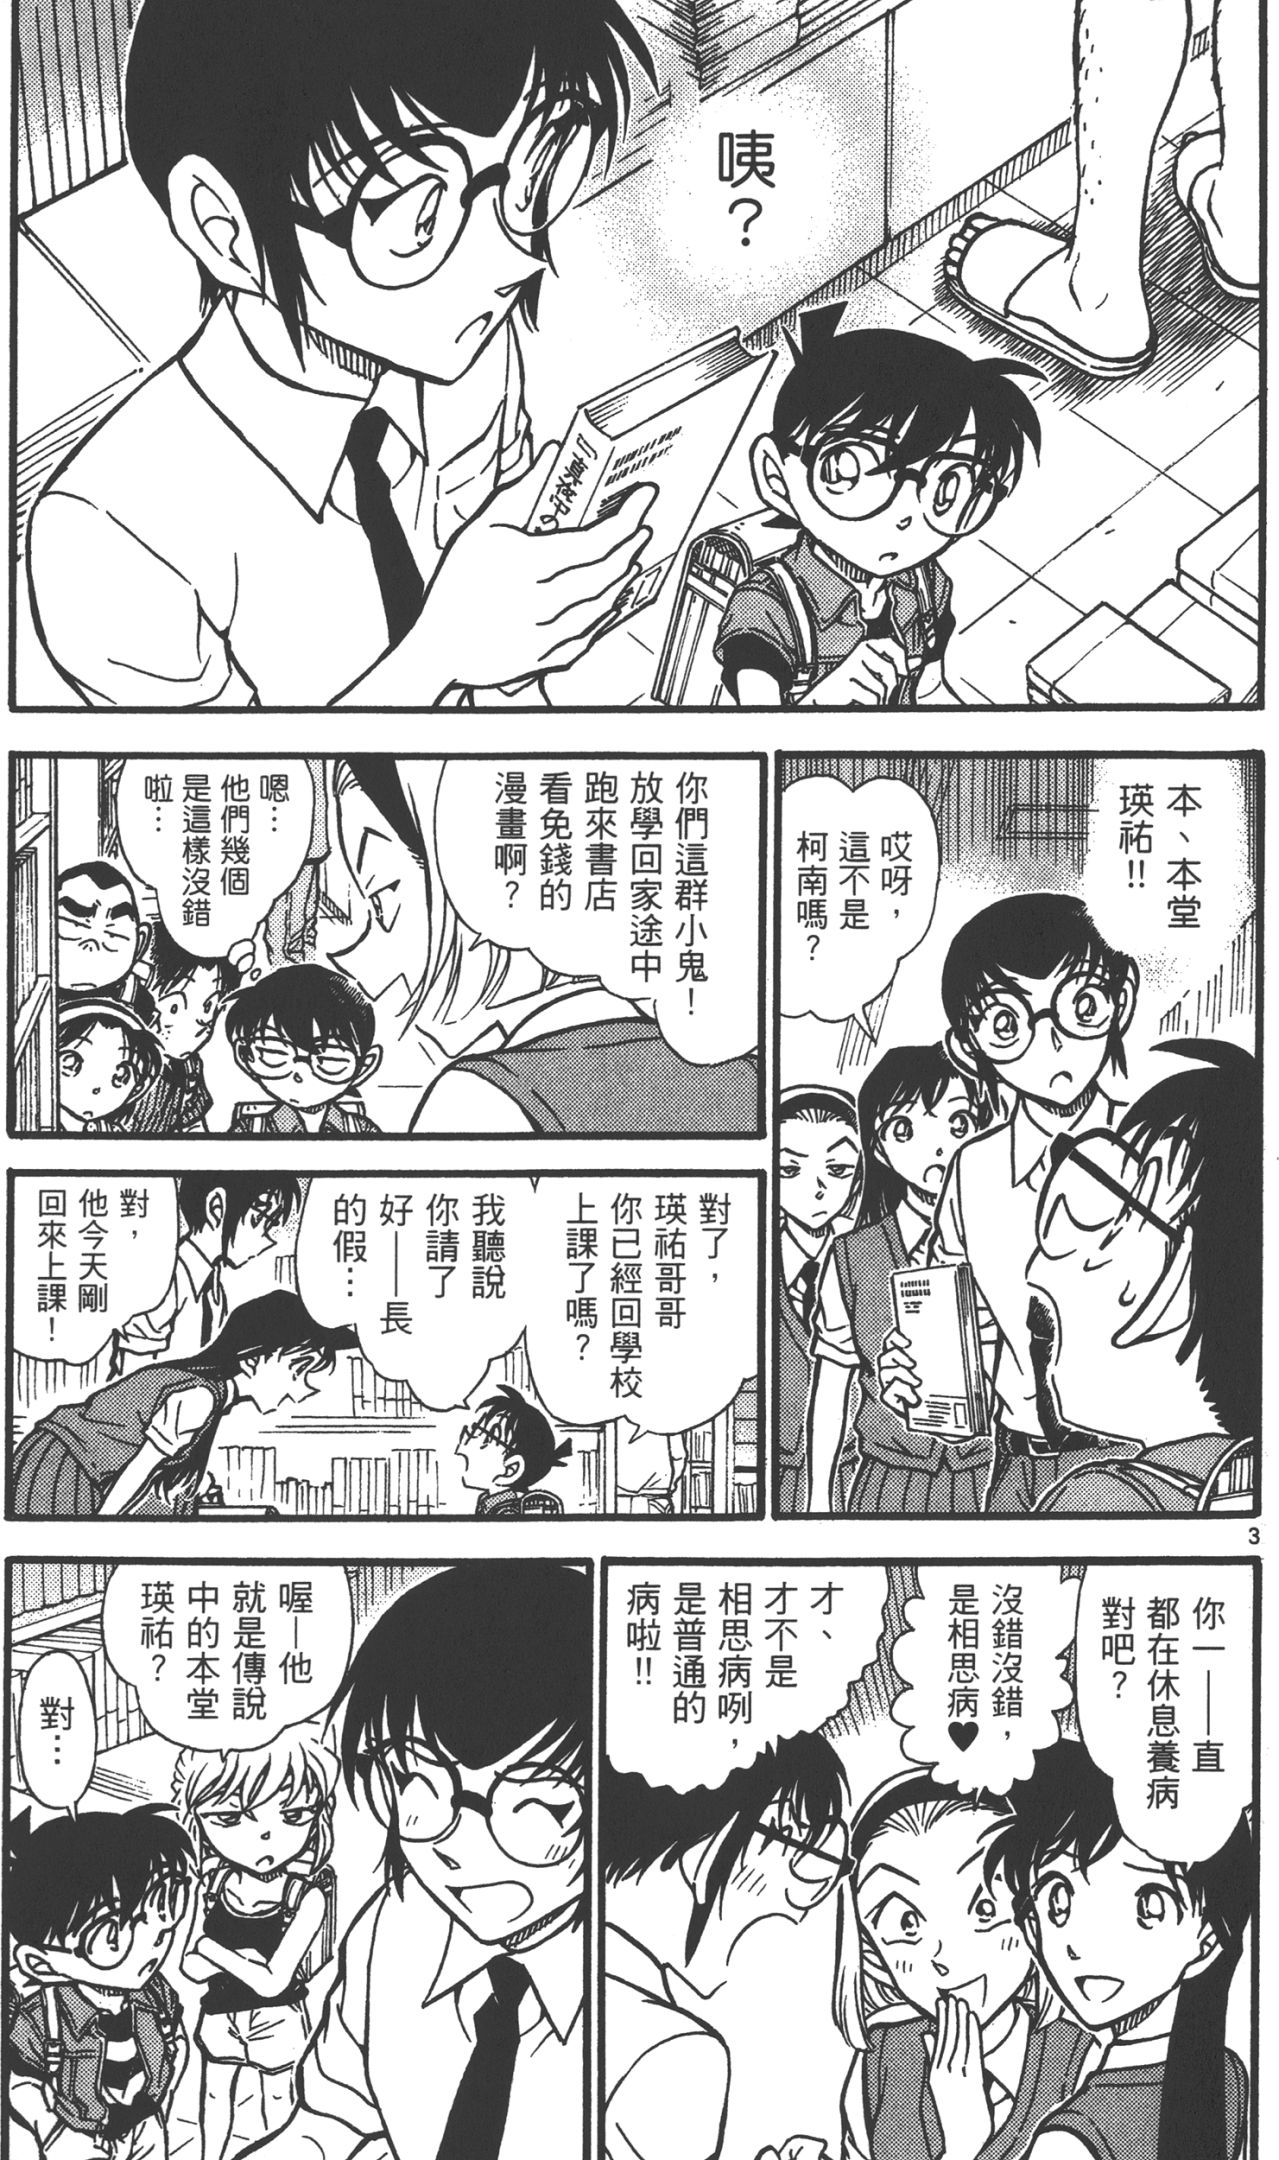 咦？
本、本堂
瑛祐!!
哎呀，
這不是
柯南嗎？
你們這群小鬼！
放學回家途中
跑來書店
看免錢的
漫畫啊？
嗯…
他們幾個
是這樣沒錯
啦…
對了，
瑛祐哥哥
你已經回學校
上課了嗎？
我聽說
你請了
好──長
的假…
對，
他今天剛
回來上課！
3
你一──直
都在休息養病
對吧？
沒錯沒錯，
是相思病♥
才、
才不是
相思病咧，
是普通的
病啦!!
喔─他
就是傳說
中的本堂
瑛祐？
對…